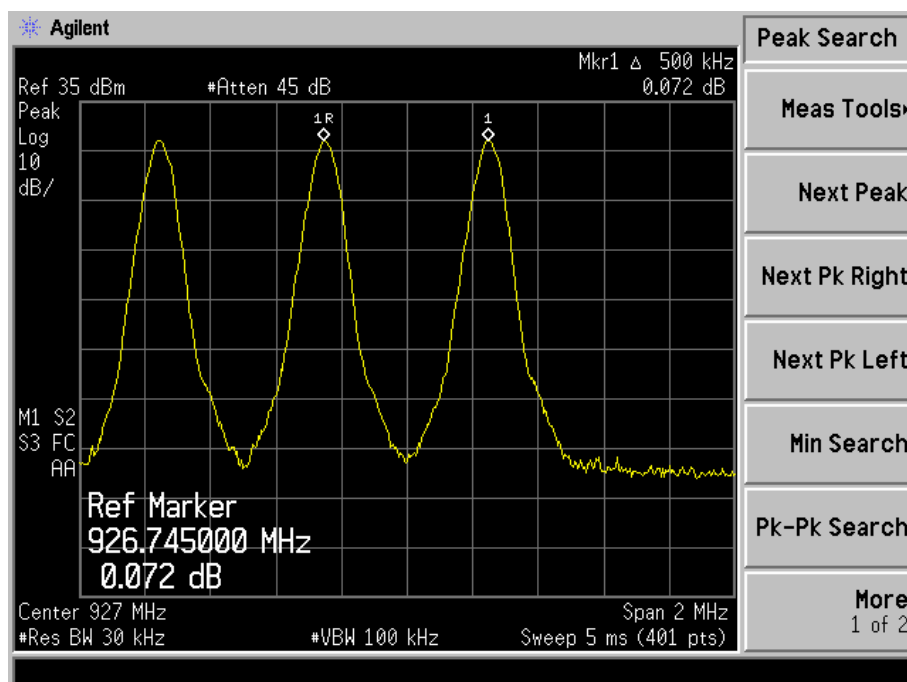 Agilent
Peak Search
Mkr1 Δ 500 kHz
Ref 35 dBm #Atten 45 dB 0.072 dB
Peak
Log
10
dB/
1R 1
M1 S2
S3 FC
AA
Ref Marker
926.745000 MHz
0.072 dB
Center 927 MHz Span 2 MHz
#Res BW 30 kHz #VBW 100 kHz Sweep 5 ms (401 pts)
Meas Tools
Next Peak
Next Pk Right
Next Pk Left
Min Search
Pk-Pk Search
More
1 of 2